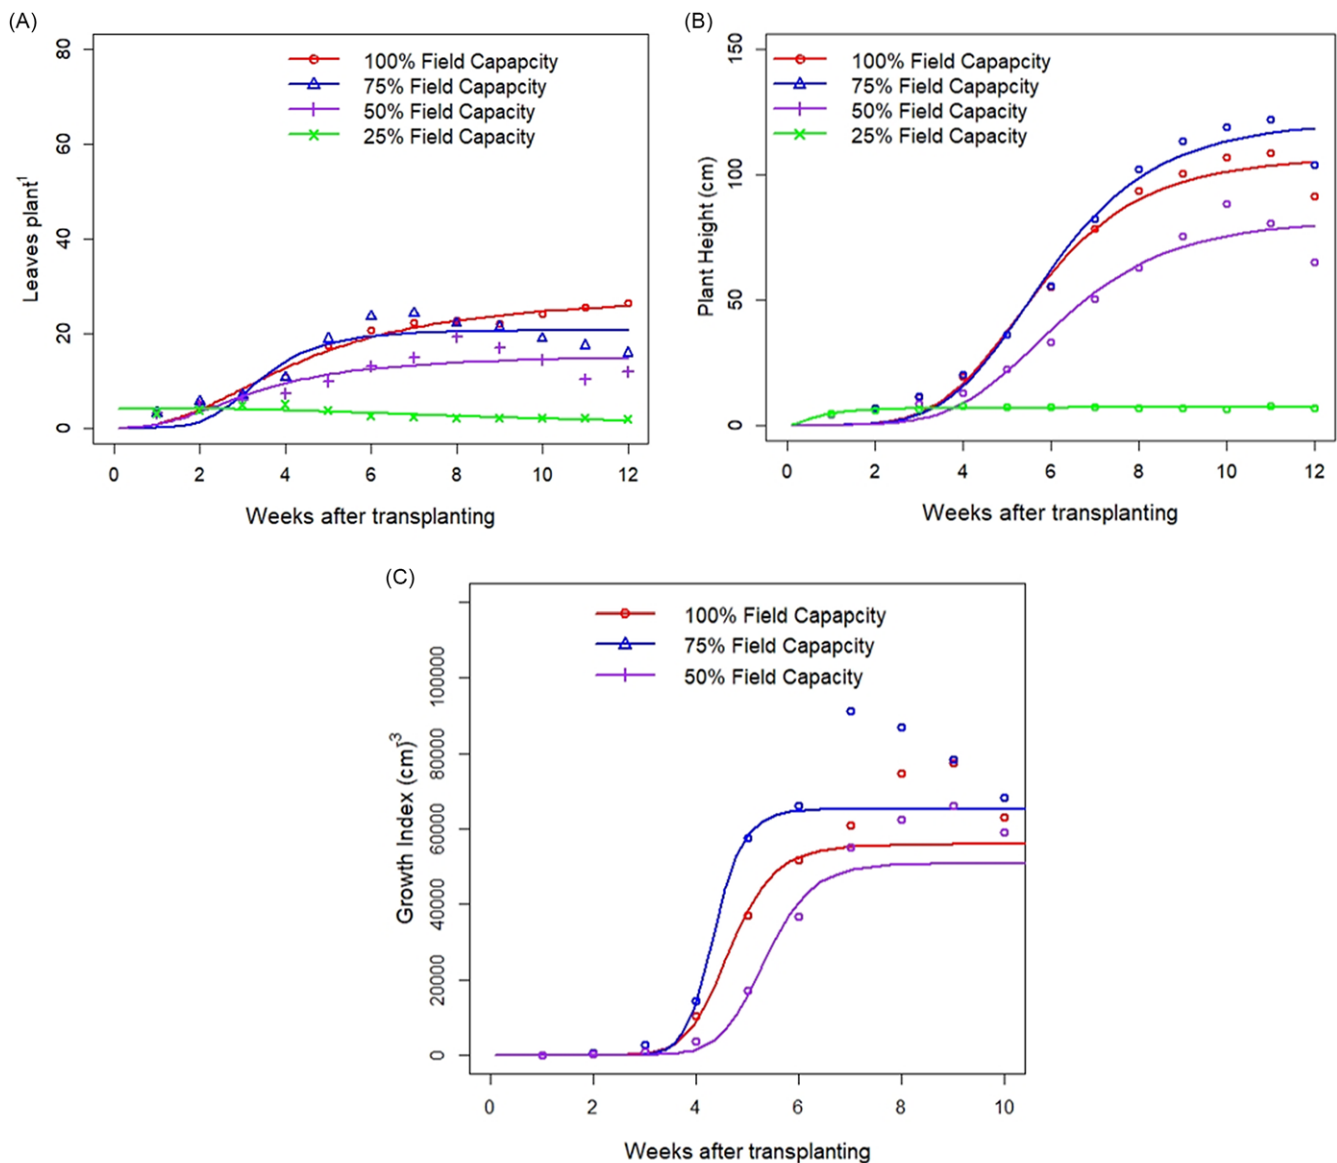 (A)
80
60
40
20
0
Leaves plant¹
100% Field Capapcity
75% Field Capapcity
50% Field Capapcity
25% Field Capacity
0 2 4 6 8 10 12
Weeks after transplanting
(B)
150
100
50
0
Plant Height (cm)
100% Field Capapcity
75% Field Capapcity
50% Field Capacity
25% Field Capacity
0 2 4 6 8 10 12
Weeks after transplanting
(C)
100000
80000
60000
40000
20000
0
Growth Index (cm)³
100% Field Capapcity
75% Field Capapcity
50% Field Capacity
0 2 4 6 8 10
Weeks after transplanting